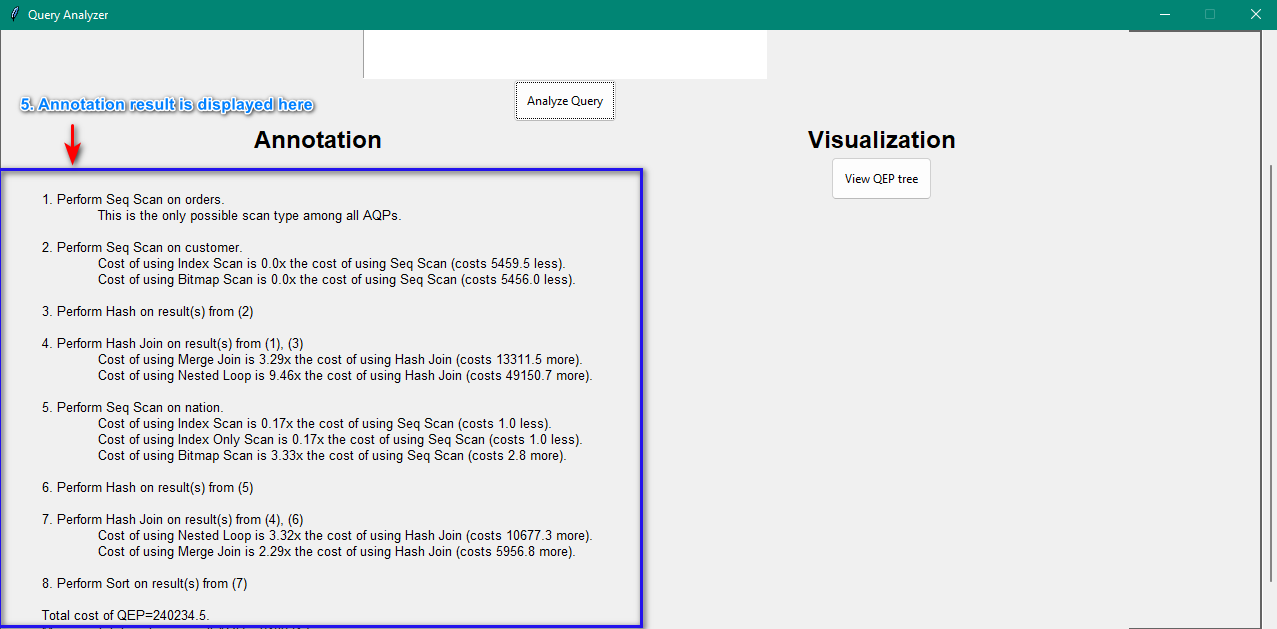 Query Analyzer
Analyze Query
5. Annotation result is displayed here
Annotation
Visualization
View QEP tree
1. Perform Seq Scan on orders.
This is the only possible scan type among all AQPs.
2. Perform Seq Scan on customer.
Cost of using Index Scan is 0.0x the cost of using Seq Scan (costs 5459.5 less).
Cost of using Bitmap Scan is 0.0x the cost of using Seq Scan (costs 5456.0 less).
3. Perform Hash on result(s) from (2)
4. Perform Hash Join on result(s) from (1), (3)
Cost of using Merge Join is 3.29x the cost of using Hash Join (costs 13311.5 more).
Cost of using Nested Loop is 9.46x the cost of using Hash Join (costs 49150.7 more).
5. Perform Seq Scan on nation.
Cost of using Index Scan is 0.17x the cost of using Seq Scan (costs 1.0 less).
Cost of using Index Only Scan is 0.17x the cost of using Seq Scan (costs 1.0 less).
Cost of using Bitmap Scan is 3.33x the cost of using Seq Scan (costs 2.8 more).
6. Perform Hash on result(s) from (5)
7. Perform Hash Join on result(s) from (4), (6)
Cost of using Nested Loop is 3.32x the cost of using Hash Join (costs 10677.3 more).
Cost of using Merge Join is 2.29x the cost of using Hash Join (costs 5956.8 more).
8. Perform Sort on result(s) from (7)
Total cost of QEP=240234.5.